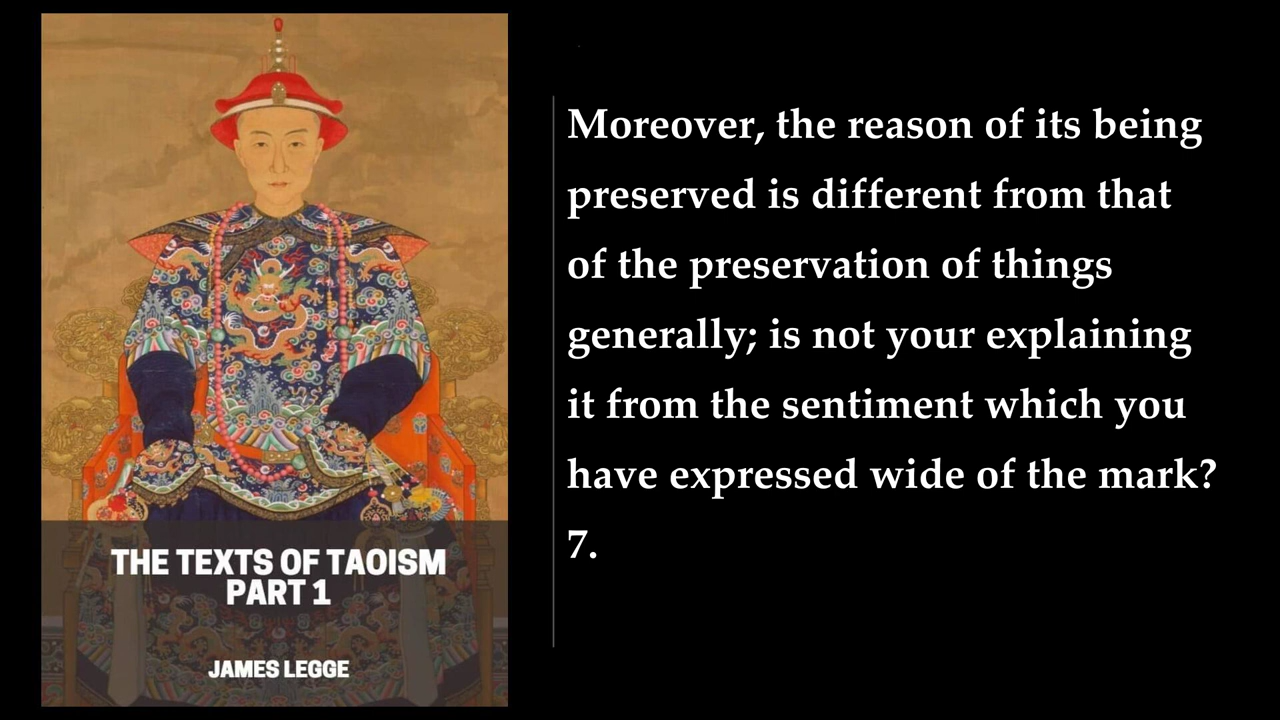 THE TEXTS OF TAOISM
PART 1
JAMES LEGGE
Moreover, the reason of its being
preserved is different from that
of the preservation of things
generally; is not your explaining
it from the sentiment which you
have expressed wide of the mark?
7.